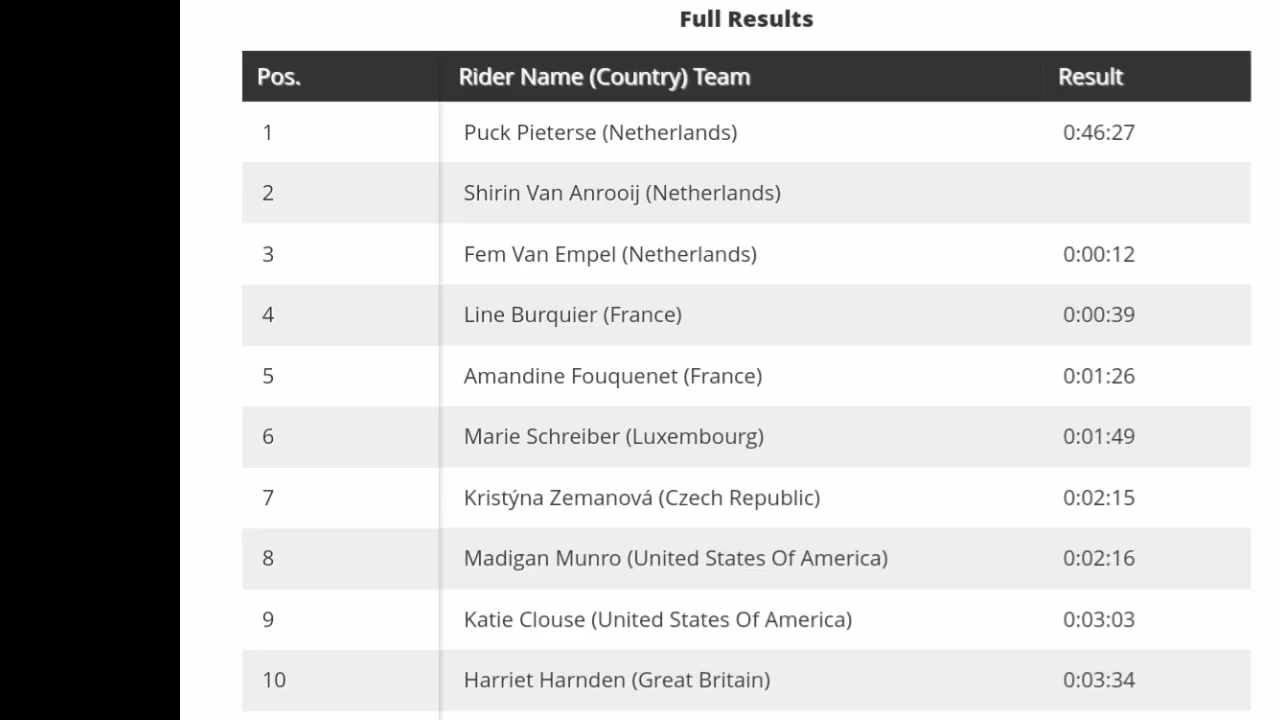 Full Results
Pos. Rider Name (Country) Team Result
1 Puck Pieterse (Netherlands) 0:46:27
2 Shirin Van Anrooij (Netherlands)
3 Fem Van Empel (Netherlands) 0:00:12
4 Line Burquier (France) 0:00:39
5 Amandine Fouquenet (France) 0:01:26
6 Marie Schreiber (Luxembourg) 0:01:49
7 Kristýna Zemanová (Czech Republic) 0:02:15
8 Madigan Munro (United States Of America) 0:02:16
9 Katie Clouse (United States Of America) 0:03:03
10 Harriet Harnden (Great Britain) 0:03:34